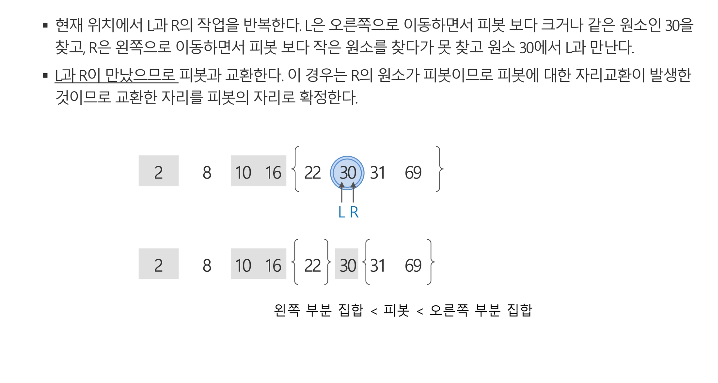 ▪ 현재 위치에서 L과 R의 작업을 반복한다. L은 오른쪽으로 이동하면서 피봇 보다 크거나 같은 원소인 30을
찾고, R은 왼쪽으로 이동하면서 피봇 보다 작은 원소를 찾다가 못 찾고 원소 30에서 L과 만난다.
▪ L과 R이 만났으므로 피봇과 교환한다. 이 경우는 R의 원소가 피봇이므로 피봇에 대한 자리교환이 발생한
것이므로 교환한 자리를 피봇의 자리로 확정한다.
2 8 10 16 { 22 30 31 69 }
L R
2 8 10 16 { 22 } 30 { 31 69 }
왼쪽 부분 집합 < 피봇 < 오른쪽 부분 집합